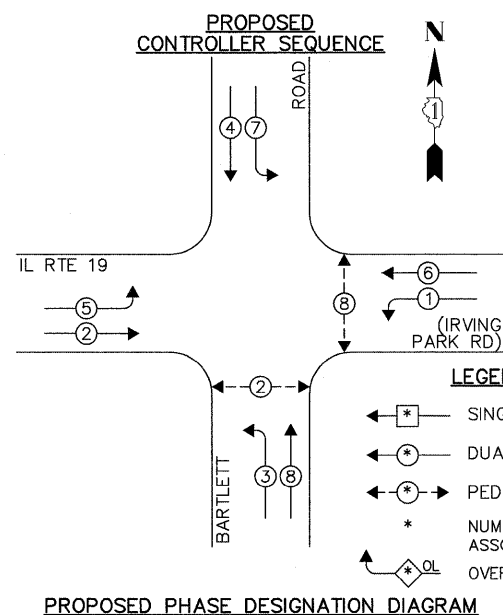 PROPOSED
CONTROLLER SEQUENCE
N
1
ROAD
4 7
IL RTE 19
6
5
8
1
2
(IRVING
PARK RD)
2
LEGE
* SING
* DUA
3 8
* PED
BARTLETT
* NUM
ASSO
* OL OVER
PROPOSED PHASE DESIGNATION DIAGRAM